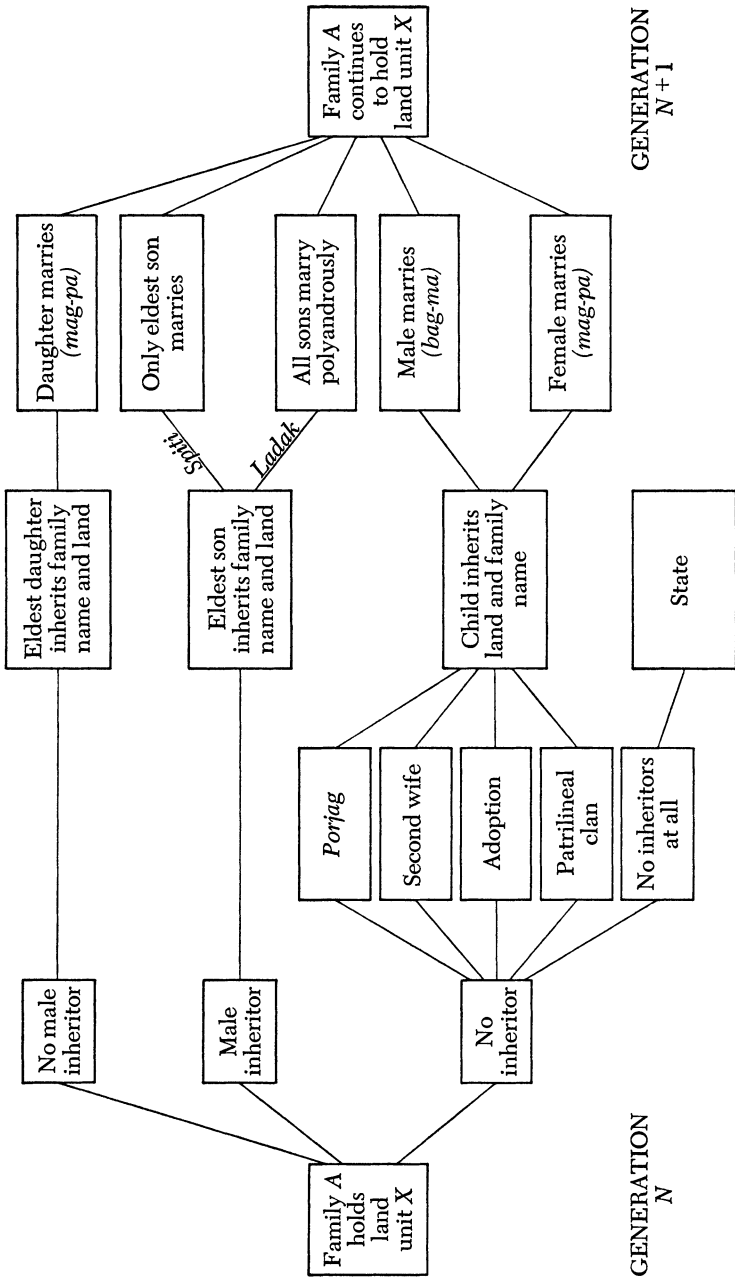 Family A
holds
land
unit X
GENERATION
N
No male
inheritor
Male
inheritor
No
inheritor
Porjag
Second wife
Adoption
Patrilineal
clan
No inheritors
at all
Eldest daughter
inherits family
name and land
Eldest son
inherits family
name and land
Child inherits
land and family
name
State
Spiti
Ladak
Daughter marries
(mag-pa)
Only eldest son
marries
All sons marry
polyandrously
Male marries
(bag-ma)
Female marries
(mag-pa)
Family A
continues
to hold
land unit X
GENERATION
N + 1